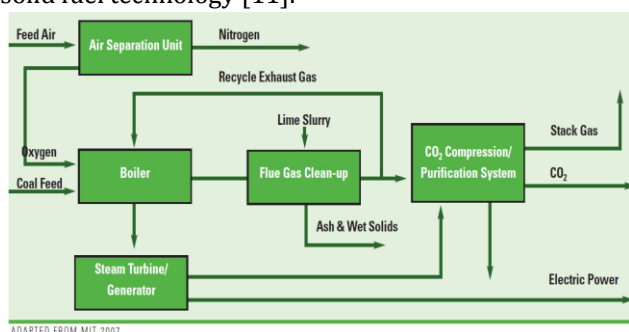 solid fuel technology [11].
Feed Air
Air Separation Unit
Nitrogen
Recycle Exhaust Gas
Lime Slurry
Stack Gas
Oxygen
Boiler
Flue Gas Clean-up
CO₂ Compression/
Purification System
CO₂
Coal Feed
Ash & Wet Solids
Steam Turbine/
Generator
Electric Power
ADAPTED FROM MIT 2007